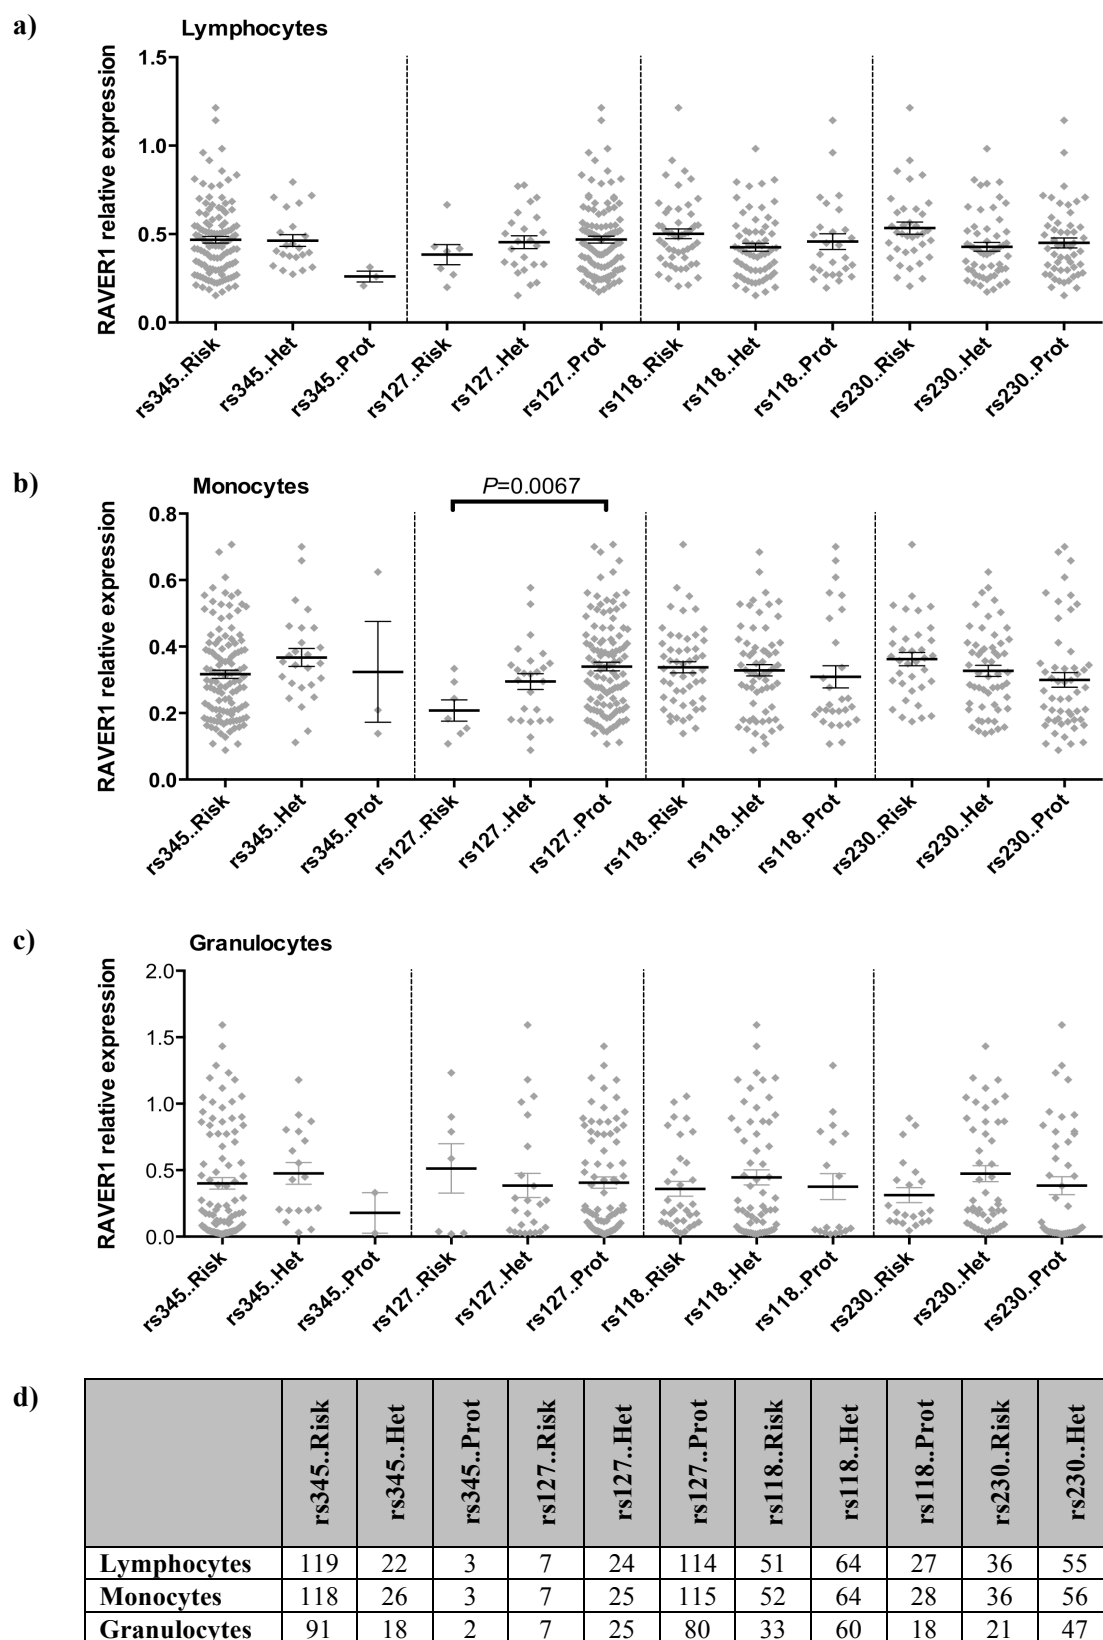 a)
Lymphocytes
RAVER1 relative expression
1.5
1.0
0.5
0.0
rs345..Risk
rs345..Het
rs345..Prot
rs127..Risk
rs127..Het
rs127..Prot
rs118..Risk
rs118..Het
rs118..Prot
rs230..Risk
rs230..Het
rs230..Prot
b)
Monocytes
P=0.0067
RAVER1 relative expression
0.8
0.6
0.4
0.2
0.0
rs345..Risk
rs345..Het
rs345..Prot
rs127..Risk
rs127..Het
rs127..Prot
rs118..Risk
rs118..Het
rs118..Prot
rs230..Risk
rs230..Het
rs230..Prot
c)
Granulocytes
RAVER1 relative expression
2.0
1.5
1.0
0.5
0.0
rs345..Risk
rs345..Het
rs345..Prot
rs127..Risk
rs127..Het
rs127..Prot
rs118..Risk
rs118..Het
rs118..Prot
rs230..Risk
rs230..Het
rs230..Prot
d)
rs345..Risk rs345..Het rs345..Prot rs127..Risk rs127..Het rs127..Prot rs118..Risk rs118..Het rs118..Prot rs230..Risk rs230..Het
Lymphocytes 119 22 3 7 24 114 51 64 27 36 55
Monocytes 118 26 3 7 25 115 52 64 28 36 56
Granulocytes 91 18 2 7 25 80 33 60 18 21 47